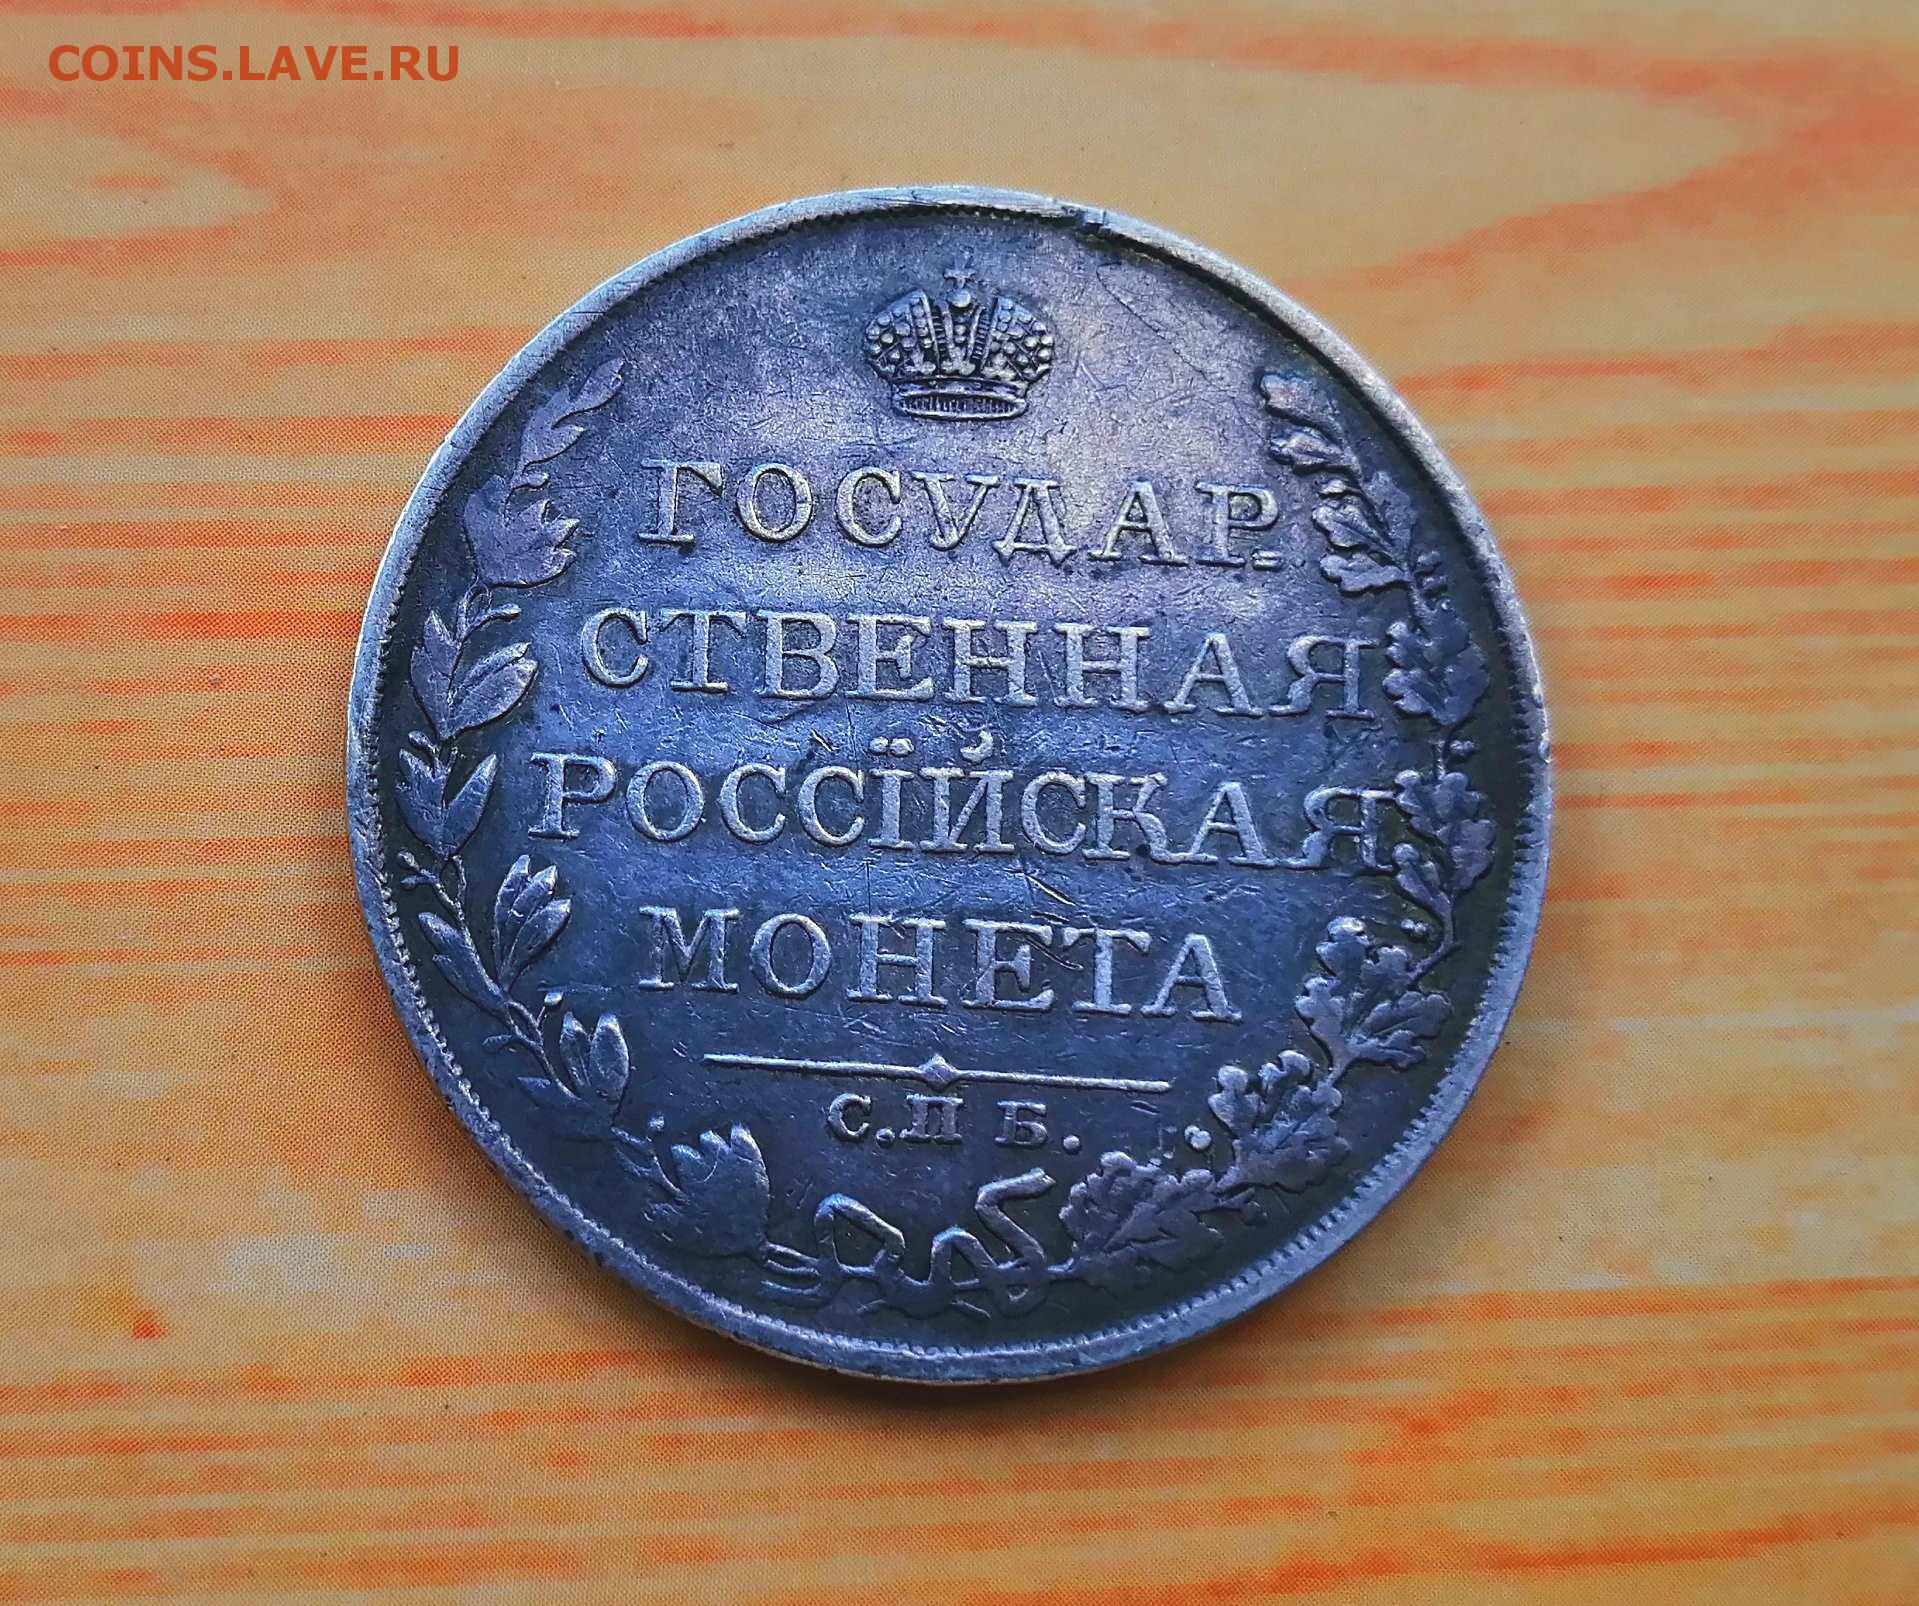 COINS.LAVE.RU
ГОСУДАР=
СТВЕННАЯ
РОССІЙСКАЯ
МОНЕТА
С.П Б.